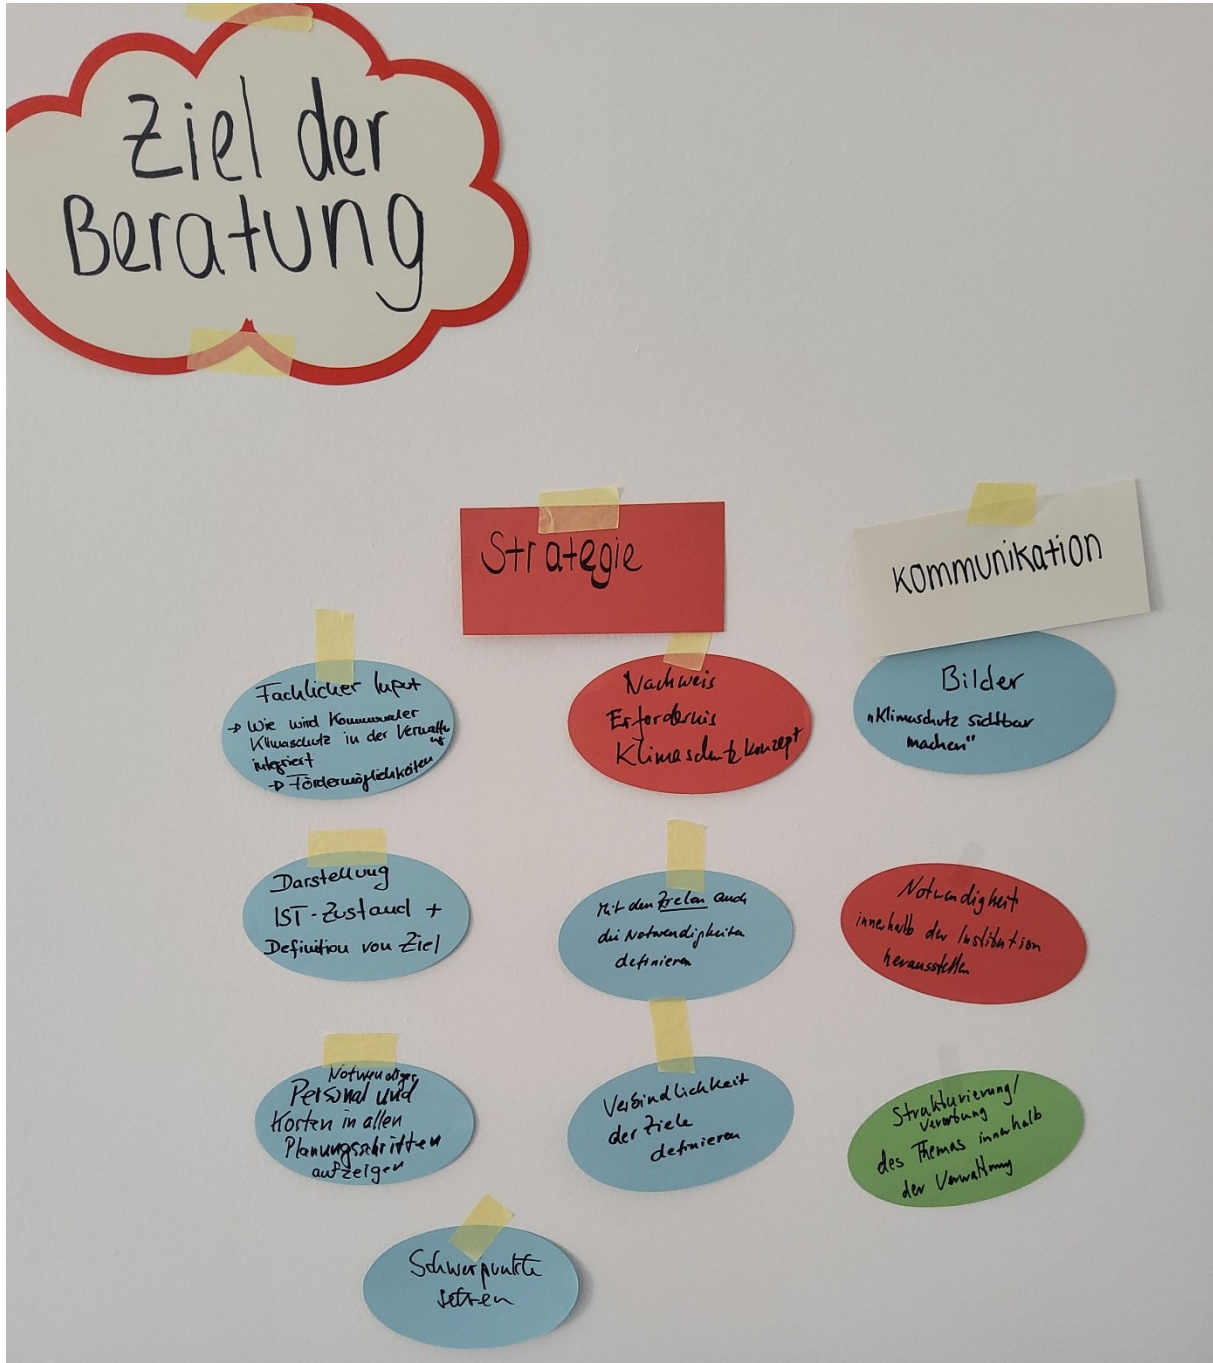 Ziel der
Beratung
Strategie
Kommunikation
Fachlicher Input
→ Wie wird Kommunaler
Klimaschutz in der Verwaltu
ng
integriert
→ Fördermöglichkeiten
Nachweis
Erfordernis
Klimaschutzkonzept
Bilder
"Klimaschutz sichtbar
machen"
Darstellung
IST-Zustand +
Definition von Ziel
Mit den Zielen auch
die Notwendigkeiten
definieren
Notwendigkeit
innerhalb der Institution
herausstellen
Notwendiges
Personal und
Kosten in allen
Planungsschritten
aufzeigen
Verbindlichkeit
der Ziele
definieren
Strukturierung/
Verortung
des Themas innerhalb
der Verwaltung
Schwerpunkte
setzen